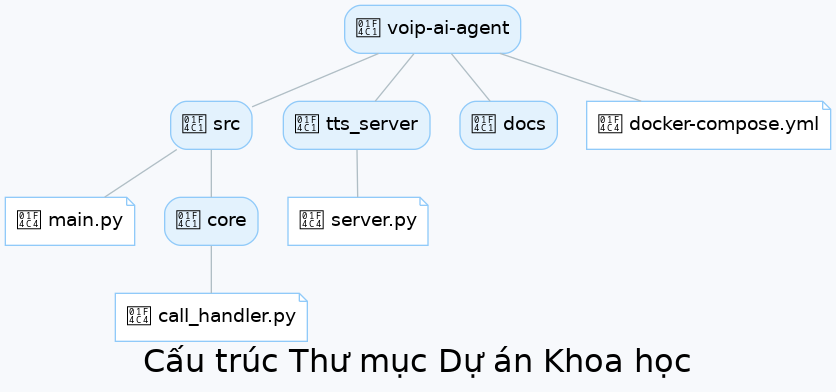 voip-ai-agent
src
tts_server
docs
docker-compose.yml
main.py
core
server.py
call_handler.py
Cấu trúc Thư mục Dự án Khoa học